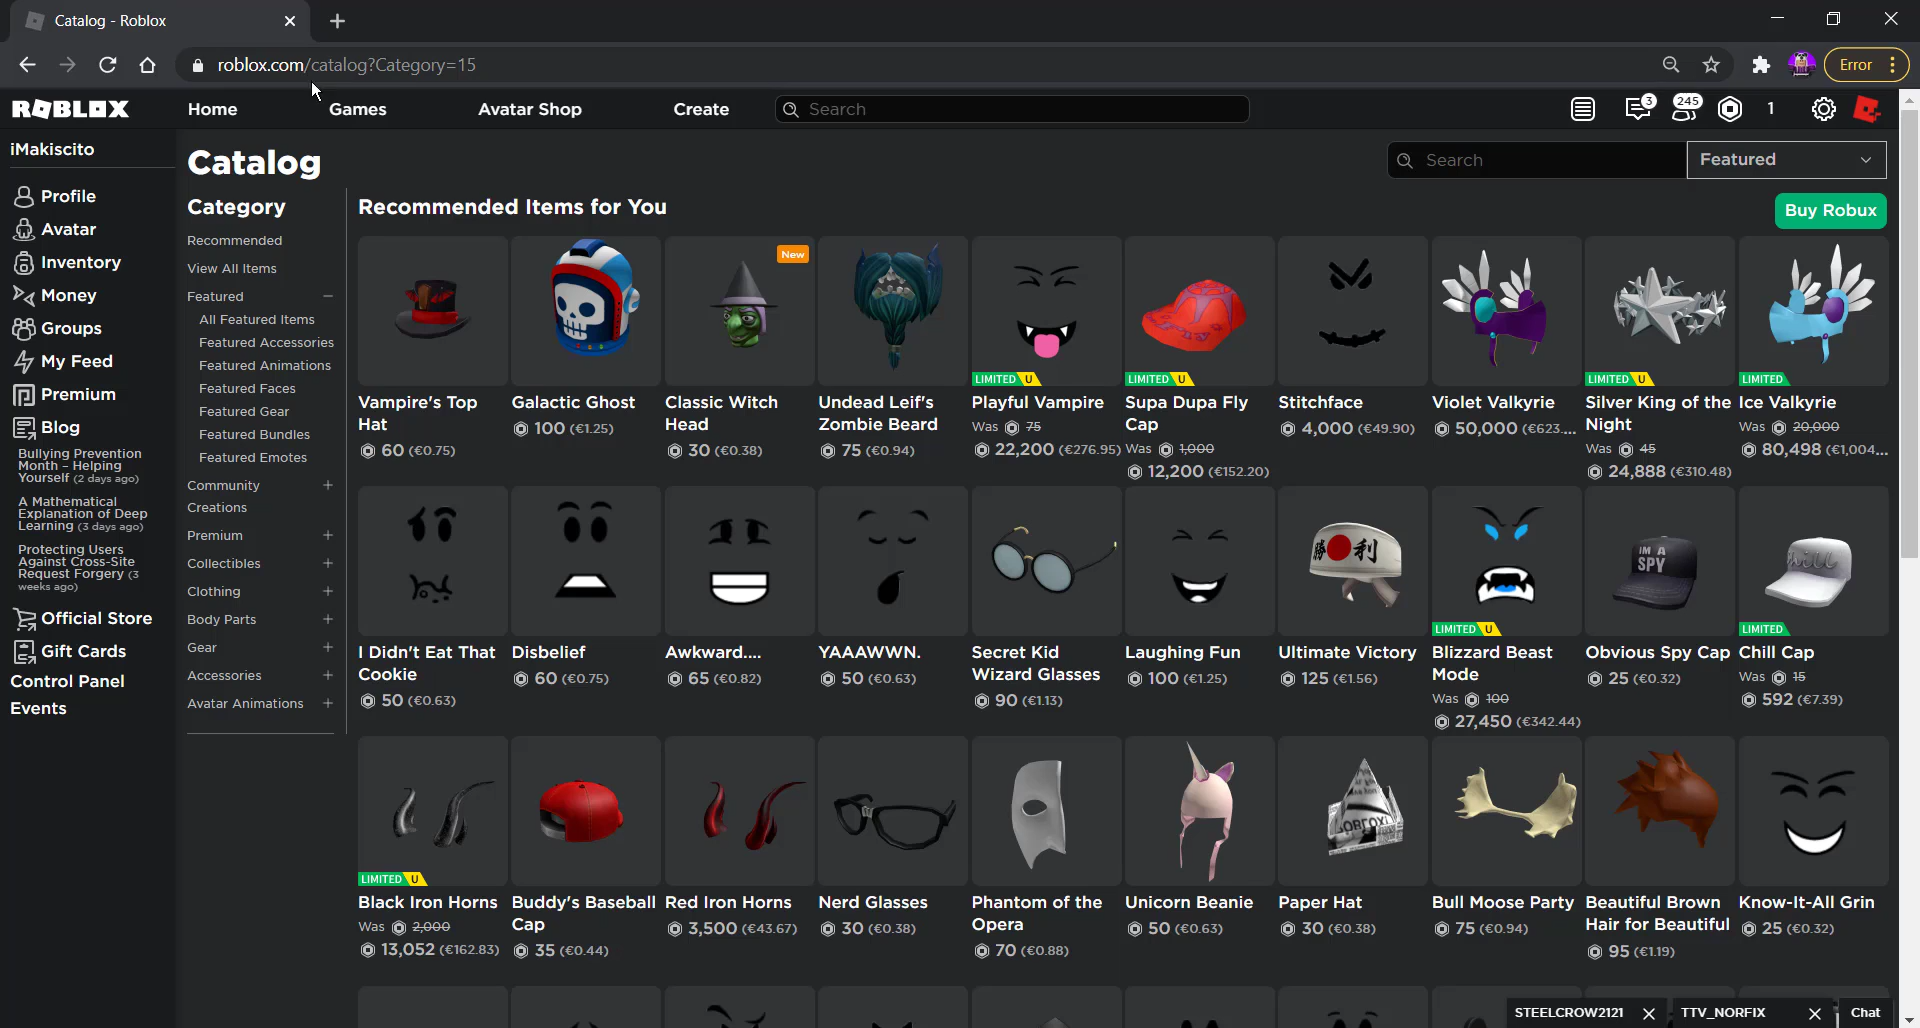 Catalog - Roblox
roblox.com/catalog?Category=15
Error
ROBLOX
Home
Games
Avatar Shop
Create
Search
3
245
1
iMakiscito
Profile
Avatar
Inventory
Money
Groups
My Feed
Premium
Blog
Bullying Prevention
Month – Helping
Yourself (2 days ago)
A Mathematical
Explanation of Deep
Learning (3 days ago)
Protecting Users
Against Cross-Site
Request Forgery (3
weeks ago)
Official Store
Gift Cards
Control Panel
Events
Catalog
Search
Featured
Category
Recommended
View All Items
Featured
All Featured Items
Featured Accessories
Featured Animations
Featured Faces
Featured Gear
Featured Bundles
Featured Emotes
Community
Creations
Premium
Collectibles
Clothing
Body Parts
Gear
Accessories
Avatar Animations
Recommended Items for You
Buy Robux
Vampire's Top
Hat
60 (€0.75)
Galactic Ghost
100 (€1.25)
New
Classic Witch
Head
30 (€0.38)
Undead Leif's
Zombie Beard
75 (€0.94)
LIMITED U
Playful Vampire
Was 75
22,200 (€276.95)
LIMITED U
Supa Dupa Fly
Cap
Was 1,000
12,200 (€152.20)
Stitchface
4,000 (€49.90)
Violet Valkyrie
50,000 (€623....
LIMITED U
Silver King of the
Night
Was 45
24,888 (€310.48)
LIMITED
Ice Valkyrie
Was 20,000
80,498 (€1,004...
I Didn't Eat That
Cookie
50 (€0.63)
Disbelief
60 (€0.75)
Awkward....
65 (€0.82)
YAAAWWN.
50 (€0.63)
Secret Kid
Wizard Glasses
90 (€1.13)
Laughing Fun
100 (€1.25)
勝利
Ultimate Victory
125 (€1.56)
LIMITED U
Blizzard Beast
Mode
Was 100
27,450 (€342.44)
IM A
SPY
Obvious Spy Cap
25 (€0.32)
Chill
LIMITED
Chill Cap
Was 15
592 (€7.39)
LIMITED U
Black Iron Horns
Was 2,000
13,052 (€162.83)
Buddy's Baseball
Cap
35 (€0.44)
Red Iron Horns
3,500 (€43.67)
Nerd Glasses
30 (€0.38)
Phantom of the
Opera
70 (€0.88)
Unicorn Beanie
50 (€0.63)
Paper Hat
30 (€0.38)
Bull Moose Party
75 (€0.94)
Beautiful Brown
Hair for Beautiful
95 (€1.19)
Know-It-All Grin
25 (€0.32)
STEELCROW2121
TTV_NORFIX
Chat